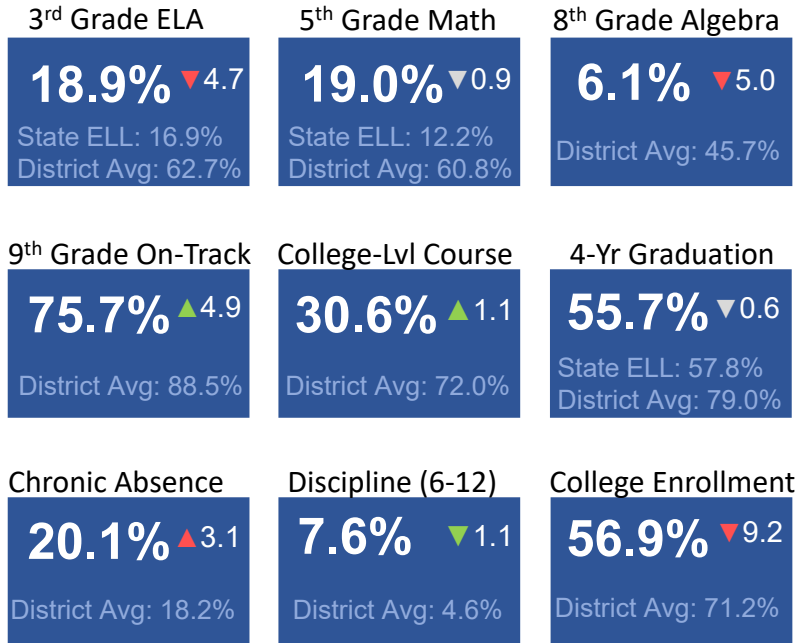 3rd Grade ELA
18.9% ▼4.7
State ELL: 16.9%
District Avg: 62.7%
5th Grade Math
19.0% ▼0.9
State ELL: 12.2%
District Avg: 60.8%
8th Grade Algebra
6.1% ▼5.0
District Avg: 45.7%
9th Grade On-Track
75.7% ▲4.9
District Avg: 88.5%
College-Lvl Course
30.6% ▲1.1
District Avg: 72.0%
4-Yr Graduation
55.7% ▼0.6
State ELL: 57.8%
District Avg: 79.0%
Chronic Absence
20.1% ▲3.1
District Avg: 18.2%
Discipline (6-12)
7.6% ▼1.1
District Avg: 4.6%
College Enrollment
56.9% ▼9.2
District Avg: 71.2%